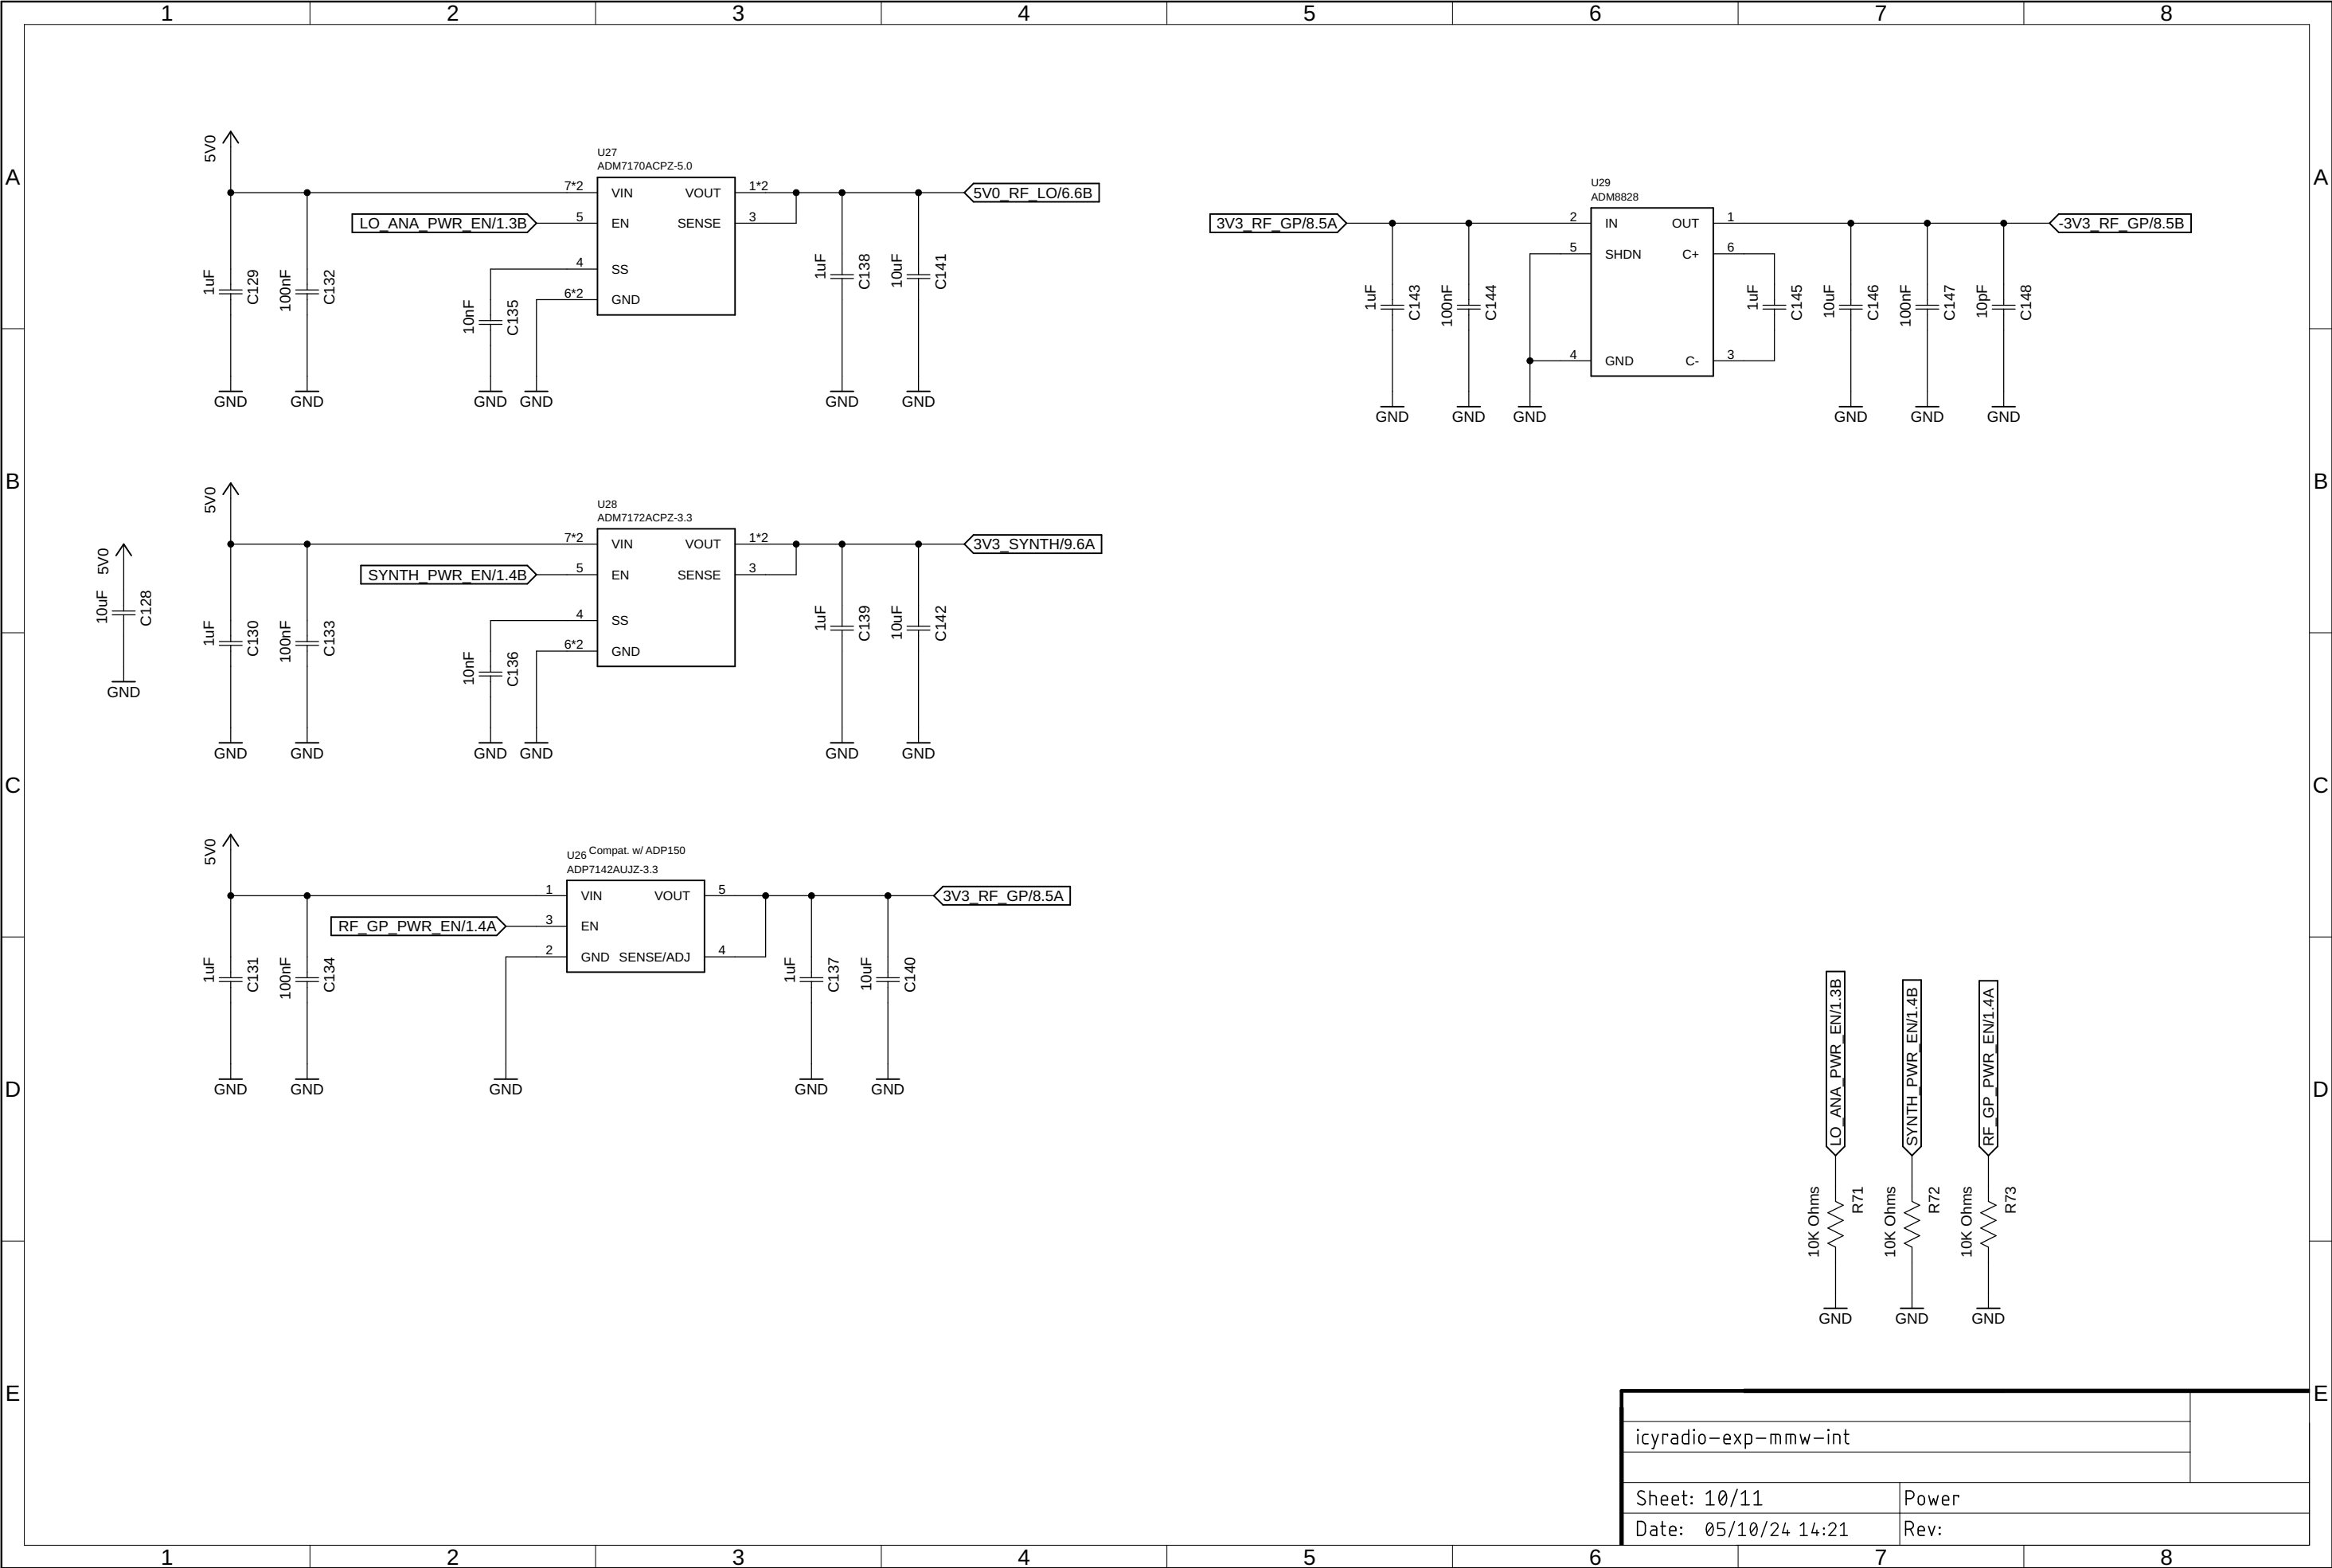 1 2 3 4 5 6 7 8
A
B
C
D
E
5V0
1uF
C129
100nF
C132
GND
GND
LO_ANA_PWR_EN/1.3B
U27
ADM7170ACPZ-5.0
7*2 VIN VOUT 1*2
5 EN SENSE 3
4 SS
6*2 GND
10nF
C135
GND
GND
5V0_RF_LO/6.6B
1uF
C138
10uF
C141
GND
GND
3V3_RF_GP/8.5A
1uF
C143
100nF
C144
GND
GND
GND
U29
ADM8828
2 IN OUT 1
5 SHDN C+ 6
4 GND C- 3
1uF
C145
10uF
C146
100nF
C147
10pF
C148
GND
GND
GND
-3V3_RF_GP/8.5B
5V0
10uF
C128
GND
5V0
1uF
C130
100nF
C133
GND
GND
SYNTH_PWR_EN/1.4B
U28
ADM7172ACPZ-3.3
7*2 VIN VOUT 1*2
5 EN SENSE 3
4 SS
6*2 GND
10nF
C136
GND
GND
3V3_SYNTH/9.6A
1uF
C139
10uF
C142
GND
GND
5V0
1uF
C131
100nF
C134
GND
GND
RF_GP_PWR_EN/1.4A
U26 Compat. w/ ADP150
ADP7142AUJZ-3.3
1 VIN VOUT 5
3 EN
2 GND SENSE/ADJ 4
GND
3V3_RF_GP/8.5A
1uF
C137
10uF
C140
GND
GND
LO_ANA_PWR_EN/1.3B
10K Ohms
R71
GND
SYNTH_PWR_EN/1.4B
10K Ohms
R72
GND
RF_GP_PWR_EN/1.4A
10K Ohms
R73
GND
A
B
C
D
E
icyradio-exp-mmw-int
Sheet: 10/11 Power
Date: 05/10/24 14:21 Rev:
1 2 3 4 5 6 7 8